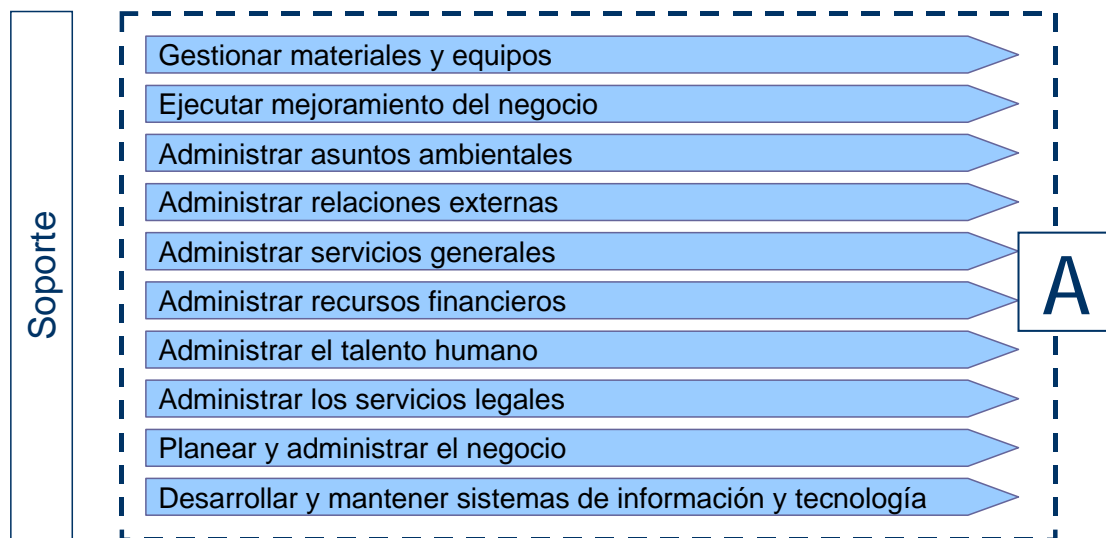 Soporte
Gestionar materiales y equipos
Ejecutar mejoramiento del negocio
Administrar asuntos ambientales
Administrar relaciones externas
Administrar servicios generales
Administrar recursos financieros
Administrar el talento humano
Administrar los servicios legales
Planear y administrar el negocio
Desarrollar y mantener sistemas de información y tecnología
A